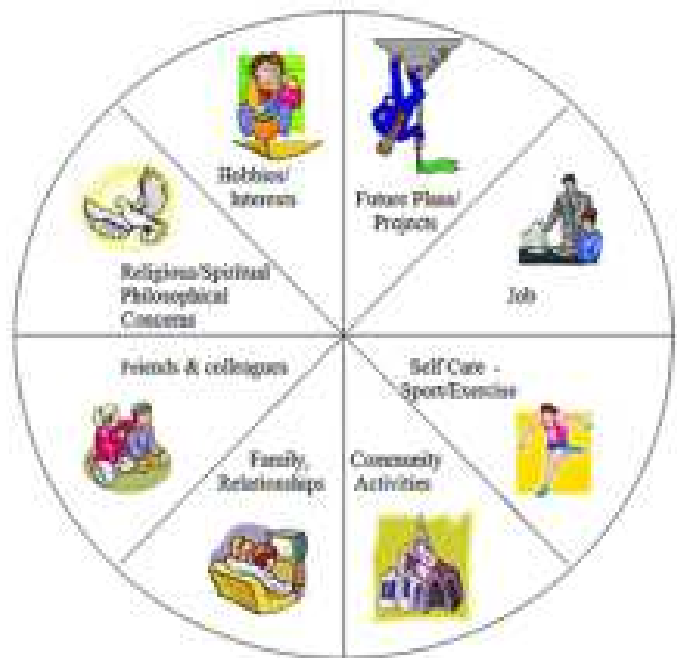 Hobbies/
Interests
Future Plans/
Projects
Job
Self Care -
Sport/Exercise
Community
Activities
Family,
Relationships
Friends & colleagues
Religious/Spiritual
Philosophical
Concerns